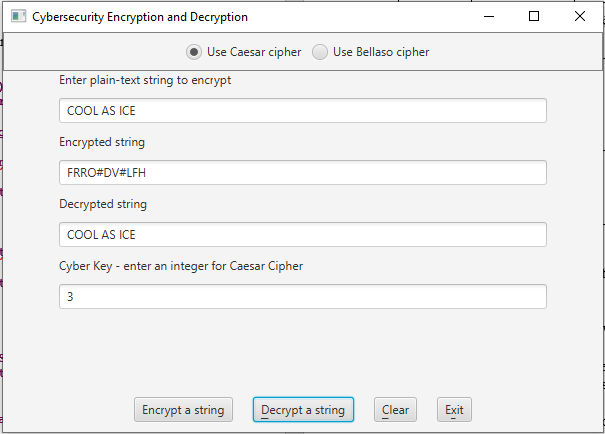 Cybersecurity Encryption and Decryption
Use Caesar cipher Use Bellaso cipher
Enter plain-text string to encrypt
COOL AS ICE
Encrypted string
FRRO#DV#LFH
Decrypted string
COOL AS ICE
Cyber Key - enter an integer for Caesar Cipher
3
Encrypt a string Decrypt a string Clear Exit